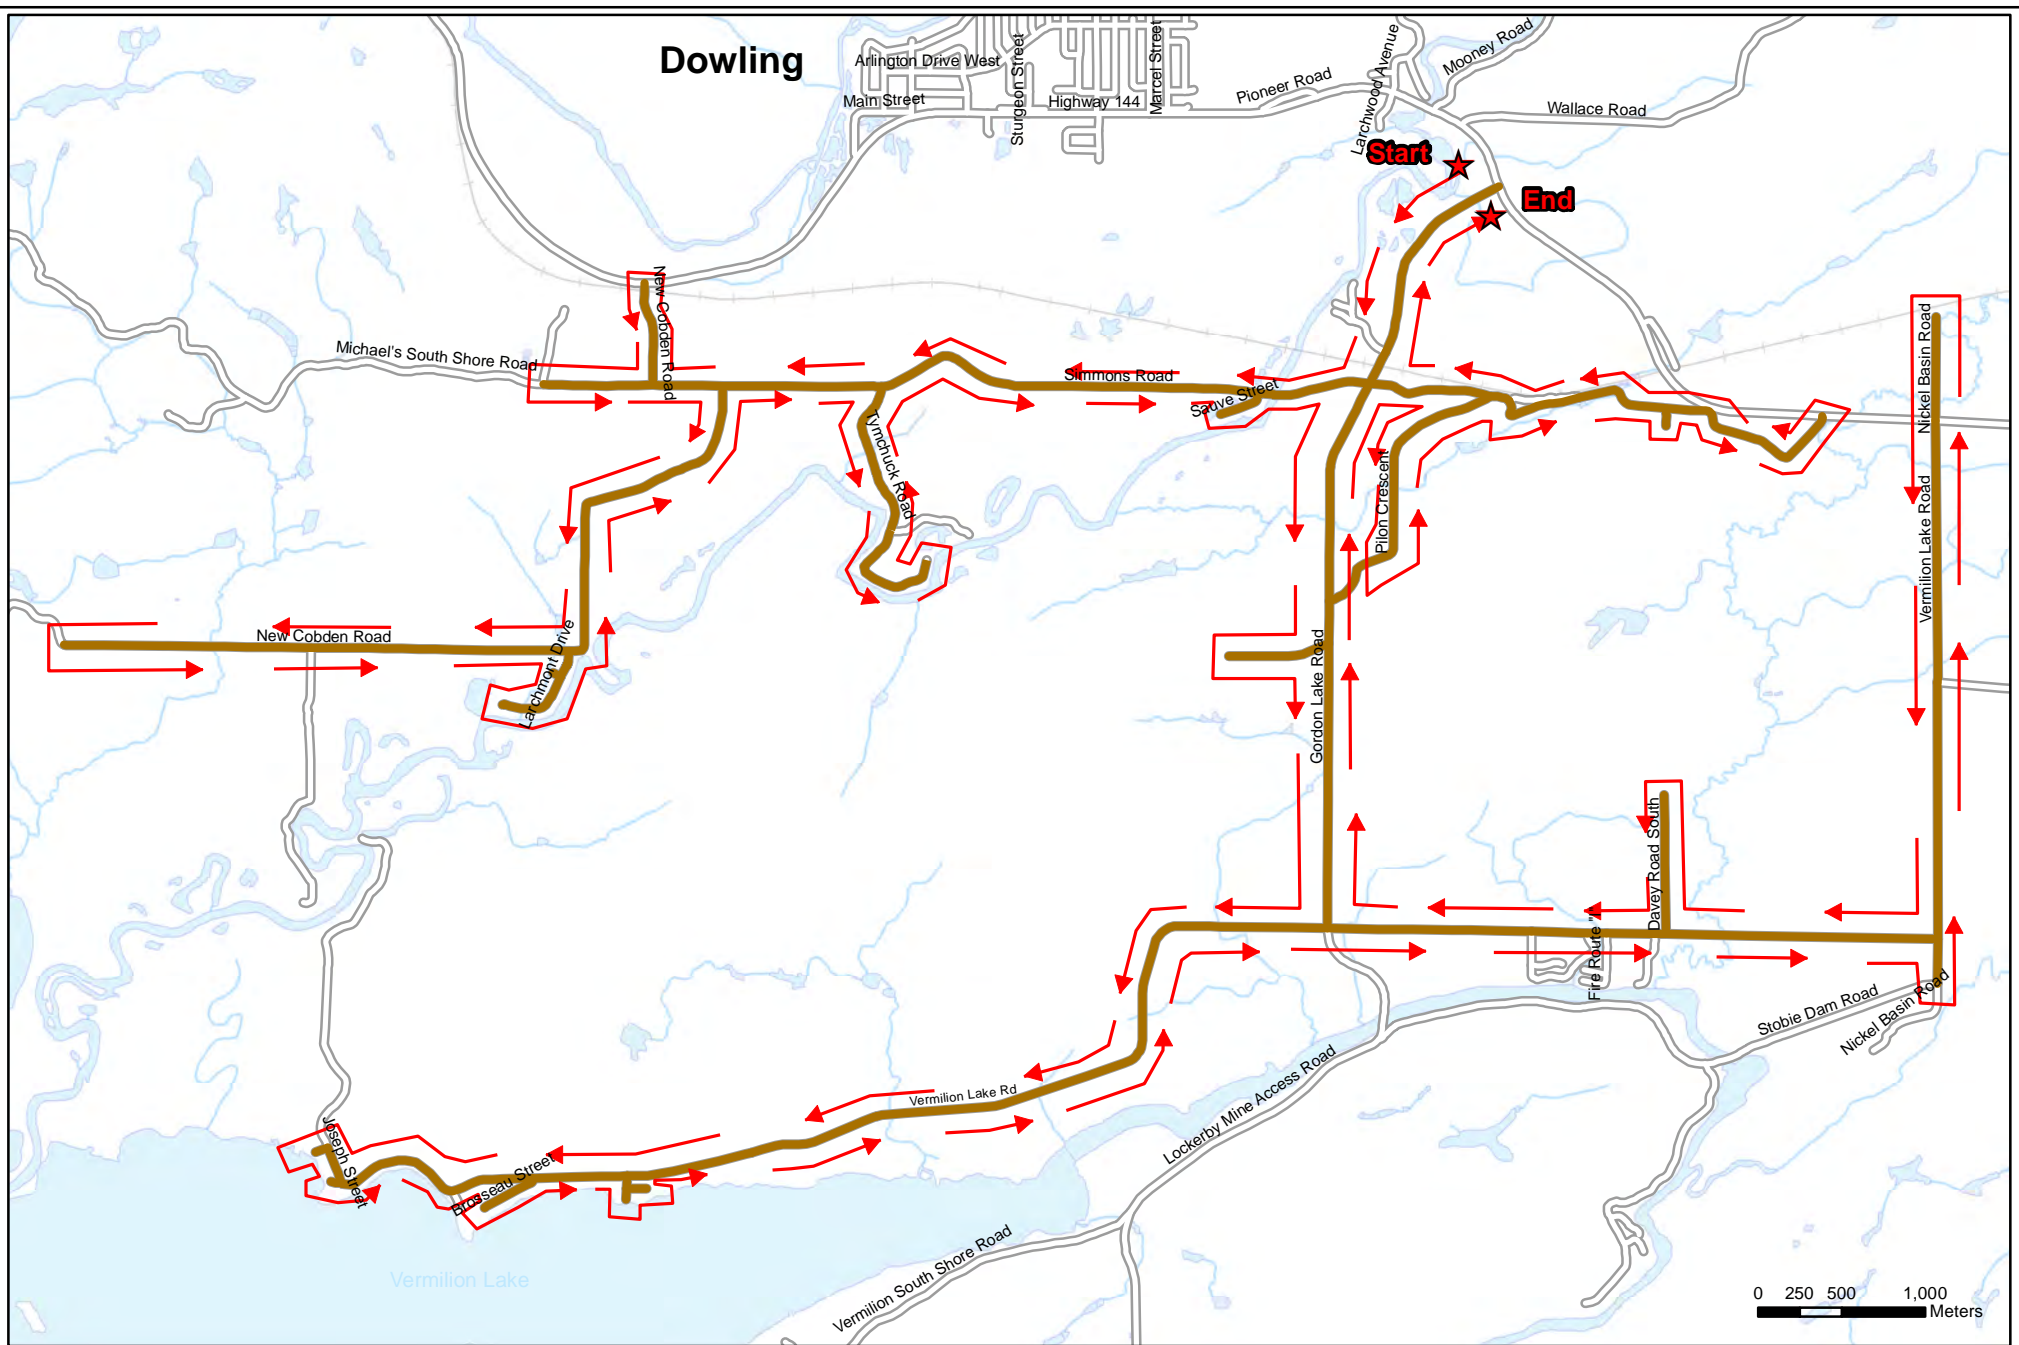 Dowling
Arlington Drive West
Main Street
Sturgeon Street
Highway 144
Marcel Street
Pioneer Road
Larchwood Avenue
Mooney Road
Wallace Road
Start
End
New Cobden Road
Michael's South Shore Road
Simmons Road
Sauve Street
Tymchuck Road
Pilon Crescent
Nickel Basin Road
Vermilion Lake Road
New Cobden Road
Larchmont Drive
Gordon Lake Road
Davey Road South
Fire Route "I"
Stobie Dam Road
Nickel Basin Road
Vermilion Lake Rd
Lockerby Mine Access Road
Joseph Street
Brosseau Street
Vermilion Lake
Vermilion South Shore Road
0 250 500 1,000
Meters